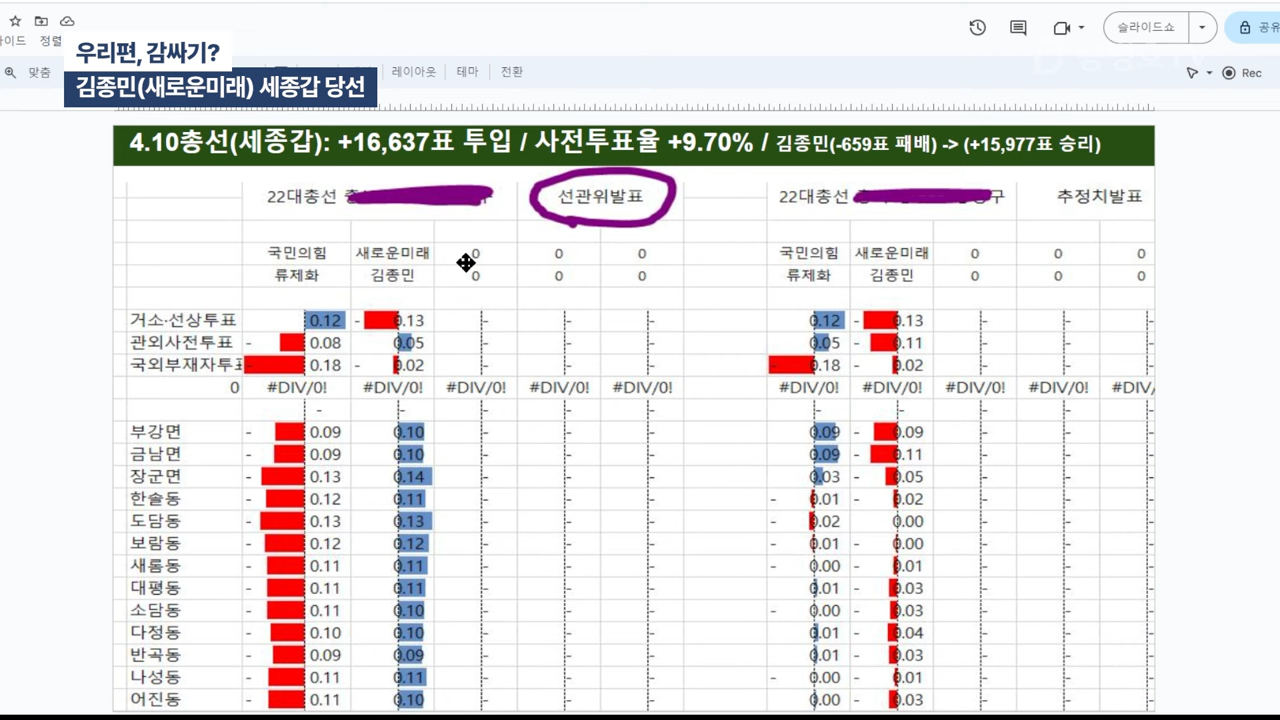 슬라이드쇼
공유
이드 정렬
우리편, 감싸기?
맞춤
레이아웃 테마 전환
Rec
김종민(새로운미래) 세종갑 당선
4.10총선(세종갑): +16,637표 투입 / 사전투표율 +9.70% / 김종민(-659표 패배) -> (+15,977표 승리)
22대총선 선관위발표 22대총선 구 추정치발표
국민의힘 새로운미래 0 0 0 국민의힘 새로운미래 0 0 0
류제화 김종민 0 0 0 류제화 김종민 0 0 0
거소·선상투표 0.12 - 0.13 - - - 0.12 - 0.13 - - -
관외사전투표 - 0.08 0.05 - - - 0.05 - 0.11 - - -
국외부재자투표 - 0.18 - 0.02 - - - - 0.18 - 0.02 - - -
0 #DIV/0! #DIV/0! #DIV/0! #DIV/0! #DIV/0! #DIV/0! #DIV/0! #DIV/0! #DIV/0! #DIV/
- - - - - - - - - -
부강면 - 0.09 0.10 - - - 0.09 - 0.09 - - -
금남면 - 0.09 0.10 - - - 0.09 - 0.11 - - -
장군면 - 0.13 0.14 - - - 0.03 - 0.05 - - -
한솔동 - 0.12 0.11 - - - - 0.01 - 0.02 - - -
도담동 - 0.13 0.13 - - - - 0.02 0.00 - - -
보람동 - 0.12 0.12 - - - - 0.01 - 0.00 - - -
새롬동 - 0.11 0.11 - - - - 0.00 - 0.01 - - -
대평동 - 0.11 0.11 - - - 0.01 - 0.03 - - -
소담동 - 0.11 0.10 - - - - 0.00 - 0.03 - - -
다정동 - 0.10 0.10 - - - 0.01 - 0.04 - - -
반곡동 - 0.09 0.09 - - - 0.01 - 0.03 - - -
나성동 - 0.11 0.11 - - - - 0.00 - 0.01 - - -
어진동 - 0.11 0.10 - - - 0.00 - 0.03 - - -